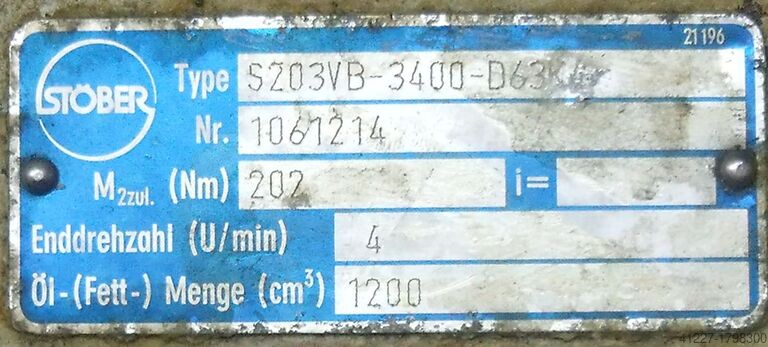 21196
STÖBER
Type S203VB-3400-D63K
Nr. 1061214
M2zul. (Nm) 202 i=
Enddrehzahl (U/min) 4
Öl-(Fett-) Menge (cm³) 1200
41227-1798300